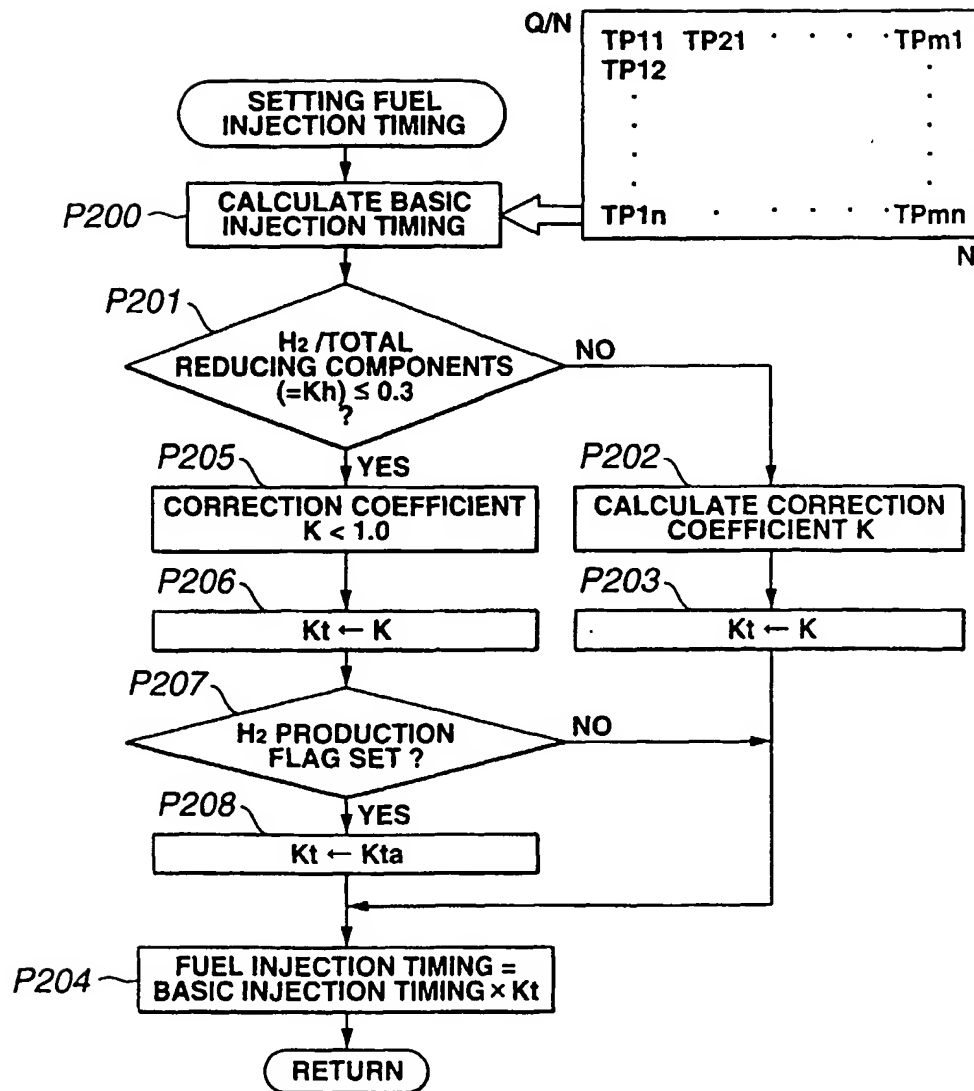 Q/N
TP11 TP21 · · · · TPm1
TP12 ·
· ·
· ·
· ·
· ·
TP1n · · · · · TPmn
N
SETTING FUEL
INJECTION TIMING
P200
CALCULATE BASIC
INJECTION TIMING
P201
H2 /TOTAL
REDUCING COMPONENTS
(=Kh) ≤ 0.3
?
NO
YES
P205
CORRECTION COEFFICIENT
K < 1.0
P202
CALCULATE CORRECTION
COEFFICIENT K
P206
Kt ← K
P203
Kt ← K
P207
H2 PRODUCTION
FLAG SET ?
NO
YES
P208
Kt ← Kta
P204
FUEL INJECTION TIMING =
BASIC INJECTION TIMING × Kt
RETURN